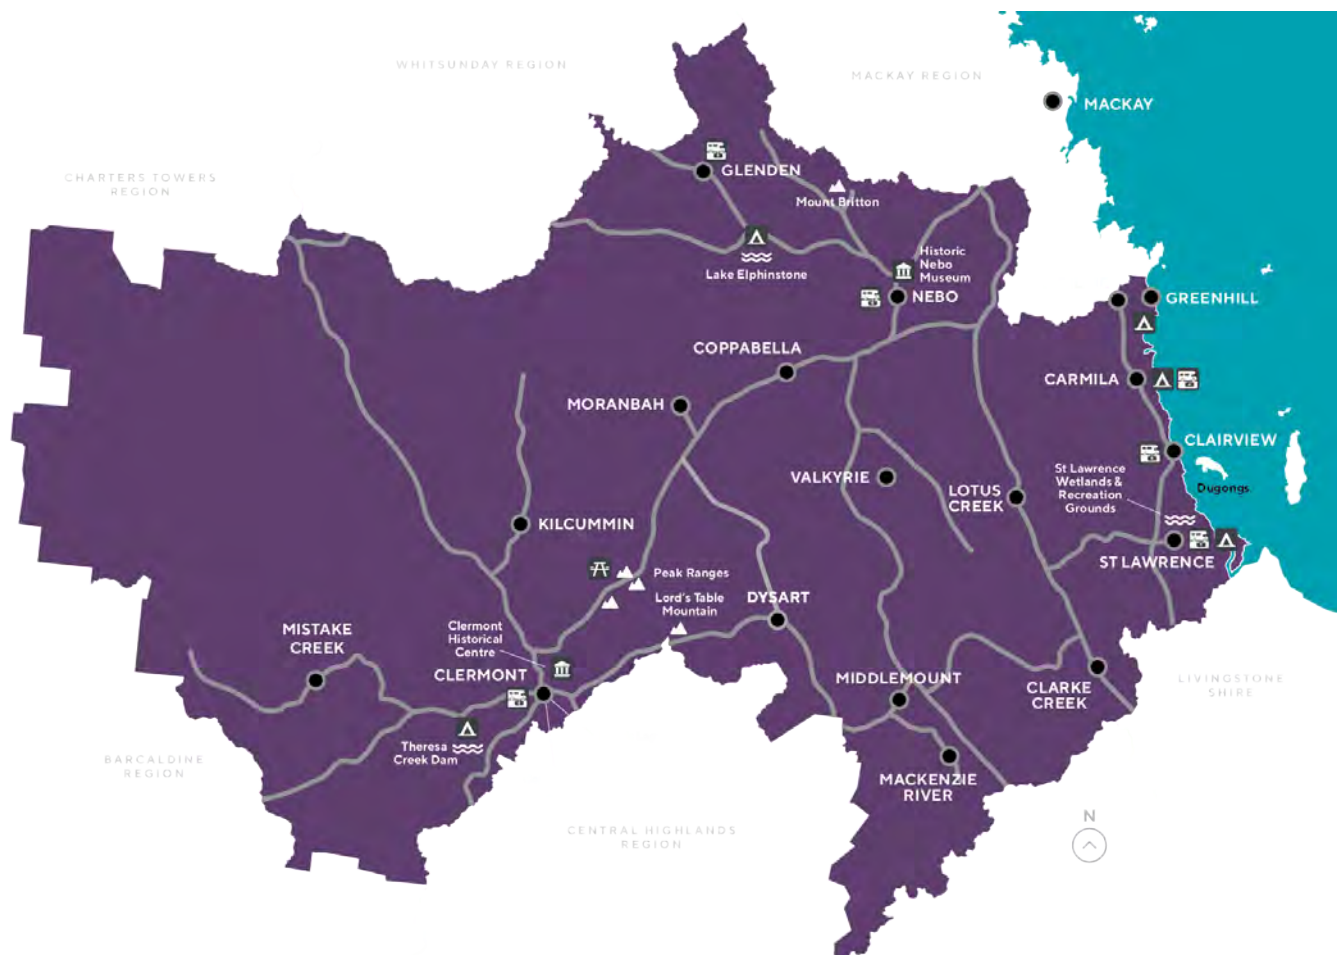 WHITSUNDAY REGION
MACKAY REGION
MACKAY
CHARTERS TOWERS
REGION
GLENDEN
Mount Britton
Historic
Nebo
Museum
Lake Elphinstone
NEBO
GREENHILL
COPPABELLA
CARMILA
MORANBAH
CLAIRVIEW
St Lawrence
Wetlands &
Recreation
Grounds
VALKYRIE
Dugongs
LOTUS
CREEK
KILCUMMIN
ST LAWRENCE
Peak Ranges
Lord's Table
Mountain
DYSART
Clermont
Historical
Centre
MISTAKE
CREEK
CLERMONT
MIDDLEMOUNT
CLARKE
CREEK
LIVINGSTONE
SHIRE
Theresa
Creek Dam
BARCALDINE
REGION
MACKENZIE
RIVER
CENTRAL HIGHLANDS
REGION
N